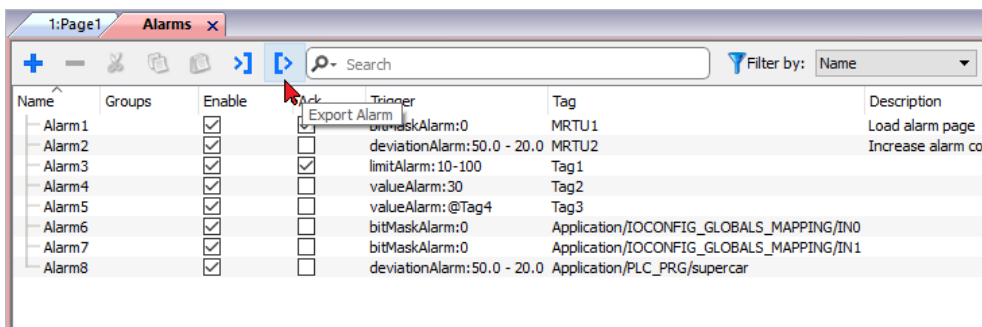 1:Page1 Alarms x
Search Filter by: Name
Name Groups Enable Ack Trigger Tag Description
Export Alarm
Alarm1 bitMaskAlarm:0 MRTU1 Load alarm page
Alarm2 deviationAlarm:50.0 - 20.0 MRTU2 Increase alarm co
Alarm3 limitAlarm:10-100 Tag1
Alarm4 valueAlarm:30 Tag2
Alarm5 valueAlarm:@Tag4 Tag3
Alarm6 bitMaskAlarm:0 Application/IOCONFIG_GLOBALS_MAPPING/IN0
Alarm7 bitMaskAlarm:0 Application/IOCONFIG_GLOBALS_MAPPING/IN1
Alarm8 deviationAlarm:50.0 - 20.0 Application/PLC_PRG/supercar